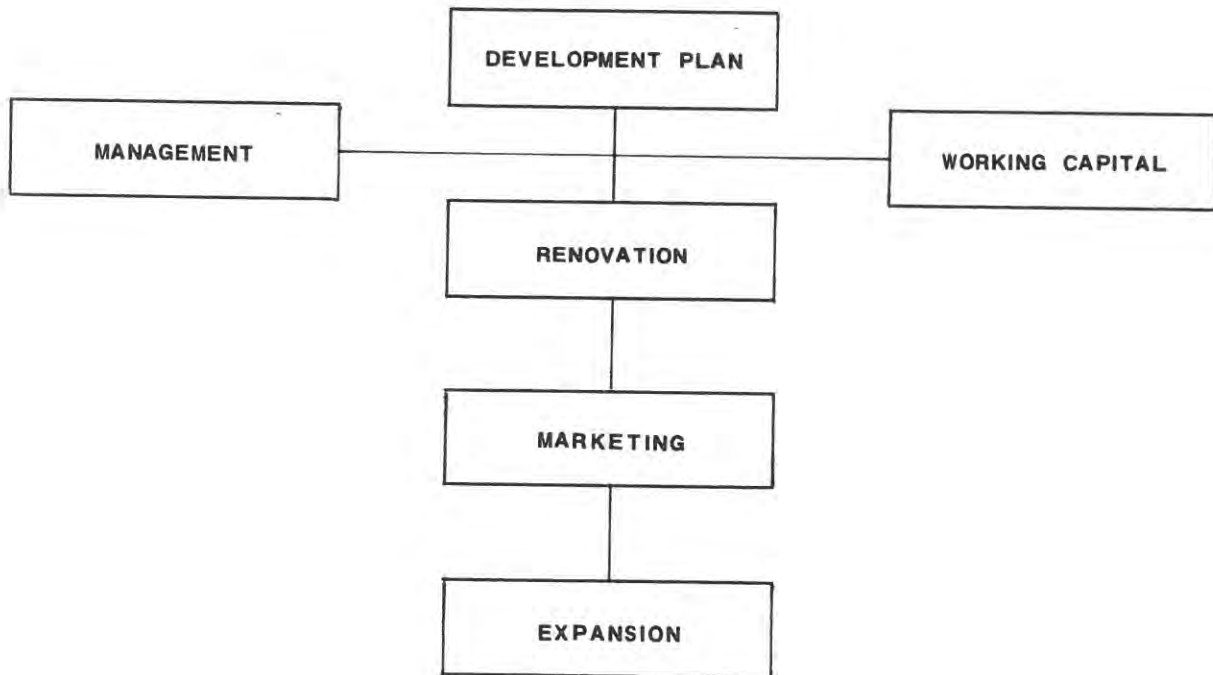 DEVELOPMENT PLAN
MANAGEMENT
WORKING CAPITAL
RENOVATION
MARKETING
EXPANSION